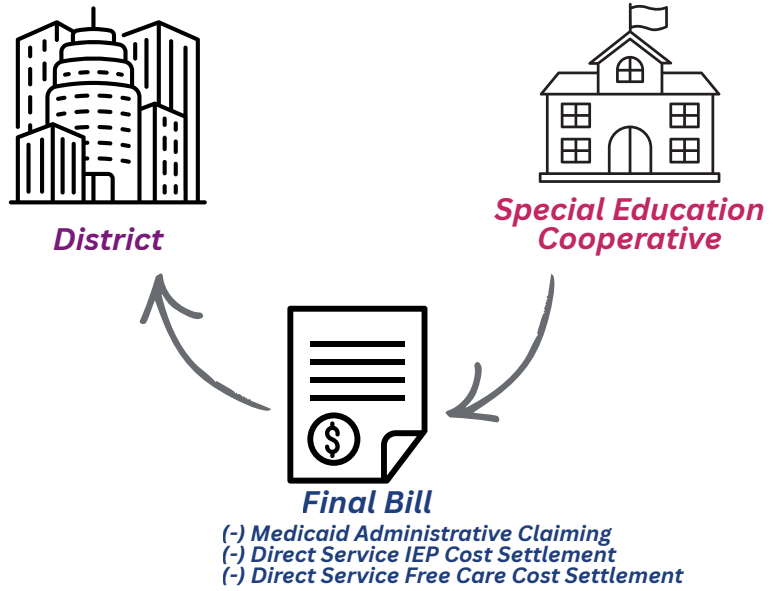 District
Special Education
Cooperative
$
Final Bill
(-) Medicaid Administrative Claiming
(-) Direct Service IEP Cost Settlement
(-) Direct Service Free Care Cost Settlement